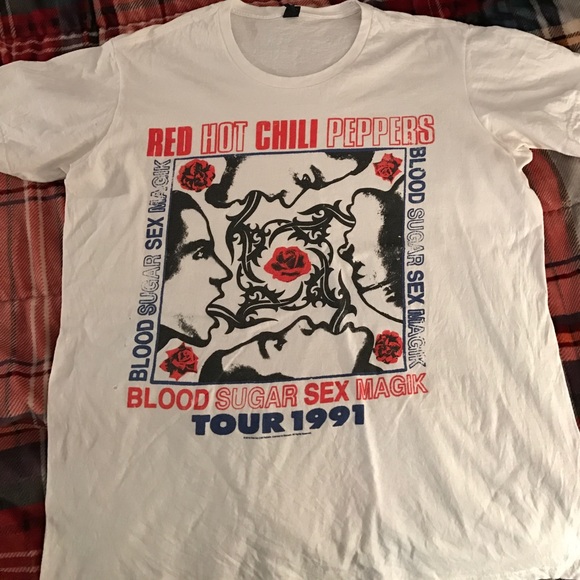 RED HOT CHILI PEPPERS
BLOOD SUGAR SEX MAGIK
BLOOD SUGAR SEX MAGIK
BLOOD SUGAR SEX MAGIK
TOUR 1991